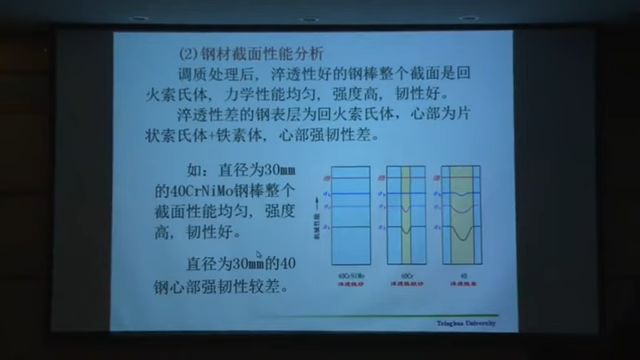 (2)钢材截面性能分析
调质处理后, 淬透性好的钢棒整个截面是回
火索氏体, 力学性能均匀, 强度高, 韧性好。
淬透性差的钢表层为回火索氏体, 心部为片
状索氏体+铁素体, 心部强韧性差。
如: 直径为30mm
的40CrNiMo钢棒整个
截面性能均匀, 强度
高, 韧性好。
直径为30mm的40
钢心部强韧性较差。
机械性能
40CrNiMo 40Cr 40
Tsinghua University